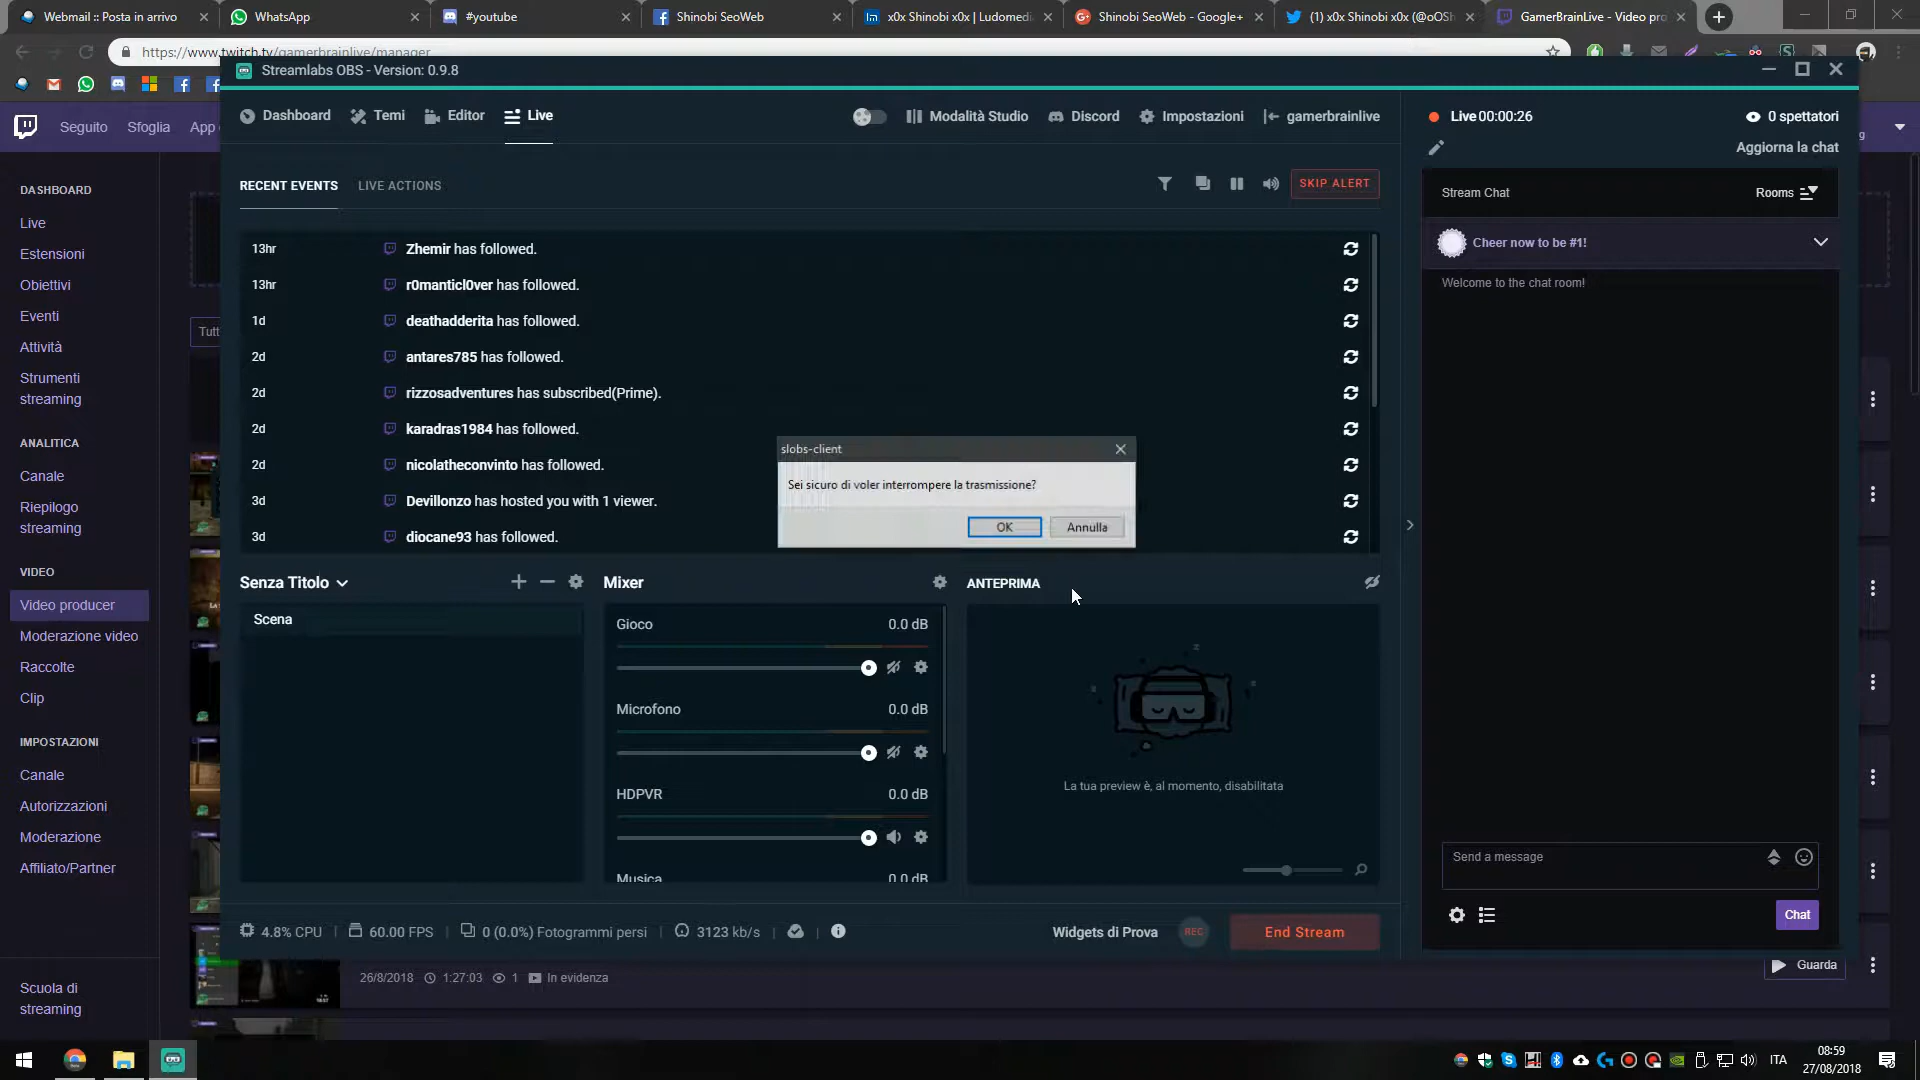 Webmail :: Posta in arrivo
WhatsApp
#youtube
Shinobi SeoWeb
x0x Shinobi x0x | Ludomedi
Shinobi SeoWeb - Google+
(1) x0x Shinobi x0x (@oOSh
GamerBrainLive - Video pro
https://www.twitch.tv/gamerbrainlive/manager
Streamlabs OBS - Version: 0.9.8
Seguito
Sfoglia
App
Dashboard
Temi
Editor
Live
Modalità Studio
Discord
Impostazioni
gamerbrainlive
Live 00:00:26
0 spettatori
Aggiorna la chat
RECENT EVENTS
LIVE ACTIONS
SKIP ALERT
Stream Chat
Rooms
Cheer now to be #1!
Welcome to the chat room!
DASHBOARD
Live
Estensioni
Obiettivi
Eventi
Attività
Strumenti
streaming
ANALITICA
Canale
Riepilogo
streaming
VIDEO
Video producer
Moderazione video
Raccolte
Clip
IMPOSTAZIONI
Canale
Autorizzazioni
Moderazione
Affiliato/Partner
Scuola di
streaming
Tutt
13hr Zhemir has followed.
13hr r0manticl0ver has followed.
1d deathadderita has followed.
2d antares785 has followed.
2d rizzosadventures has subscribed(Prime).
2d karadras1984 has followed.
2d nicolatheconvinto has followed.
3d Devillonzo has hosted you with 1 viewer.
3d diocane93 has followed.
slobs-client
Sei sicuro di voler interrompere la trasmissione?
OK
Annulla
Senza Titolo
Scena
Mixer
Gioco 0.0 dB
Microfono 0.0 dB
HDPVR 0.0 dB
Musica 0.0 dB
ANTEPRIMA
La tua preview è, al momento, disabilitata
4.8% CPU
60.00 FPS
0 (0.0%) Fotogrammi persi
3123 kb/s
Widgets di Prova
REC
End Stream
Send a message
Chat
26/8/2018
1:27:03
1
In evidenza
Guarda
ITA
08:59
27/08/2018